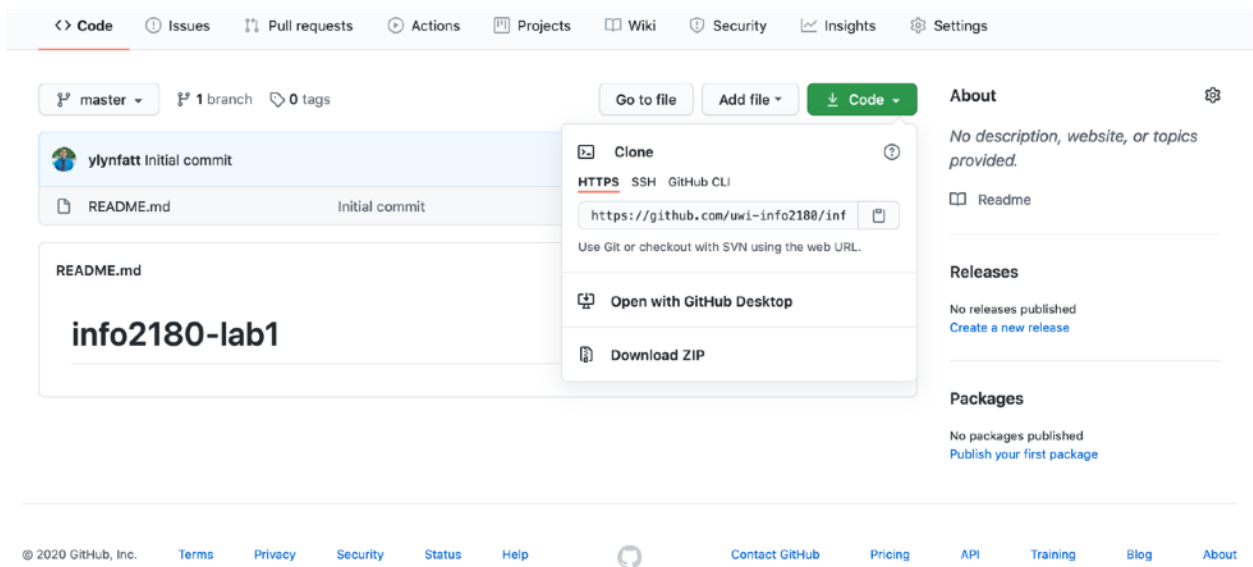 <> Code Issues Pull requests Actions Projects Wiki Security Insights Settings
master 1 branch 0 tags Go to file Add file Code
ylynfatt Initial commit
README.md Initial commit
README.md
info2180-lab1
Clone
HTTPS SSH GitHub CLI
https://github.com/uwi-info2180/inf
Use Git or checkout with SVN using the web URL.
Open with GitHub Desktop
Download ZIP
About
No description, website, or topics
provided.
Readme
Releases
No releases published
Create a new release
Packages
No packages published
Publish your first package
© 2020 GitHub, Inc. Terms Privacy Security Status Help Contact GitHub Pricing API Training Blog About